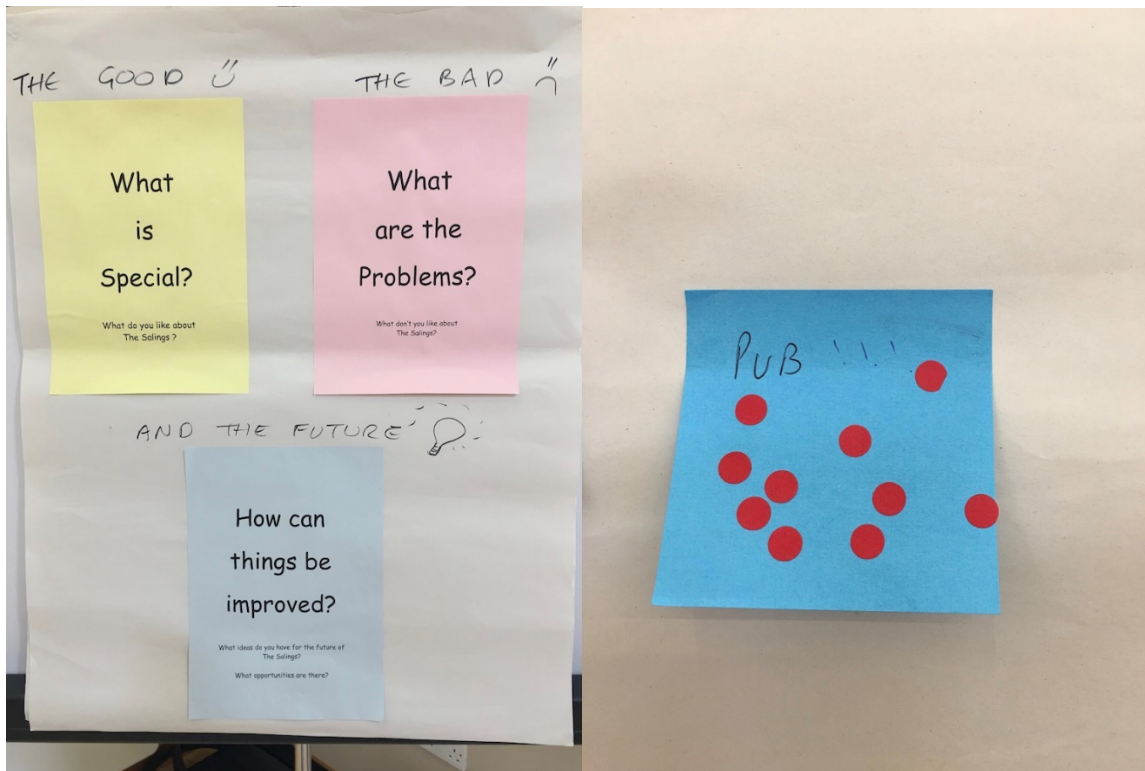 THE GOOD
THE BAD
What
is
Special?
What do you like about
The Salings ?
What
are the
Problems?
What don't you like about
The Salings?
AND THE FUTURE
How can
things be
improved?
What ideas do you have for the future of
The Salings?
What opportunities are there?
PUB !!!!